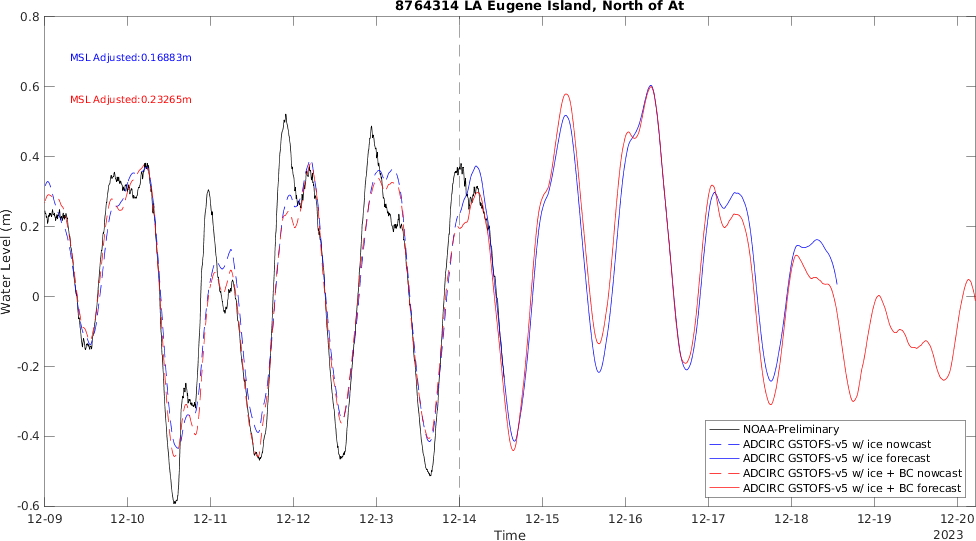 8764314 LA Eugene Island, North of At
MSL Adjusted:0.16883m
MSL Adjusted:0.23265m
Water Level (m)
0.8
0.6
0.4
0.2
0
-0.2
-0.4
-0.6
NOAA-Preliminary
ADCIRC GSTOFS-v5 w/ ice nowcast
ADCIRC GSTOFS-v5 w/ ice forecast
ADCIRC GSTOFS-v5 w/ ice + BC nowcast
ADCIRC GSTOFS-v5 w/ ice + BC forecast
12-09 12-10 12-11 12-12 12-13 12-14 12-15 12-16 12-17 12-18 12-19 12-20
Time
2023